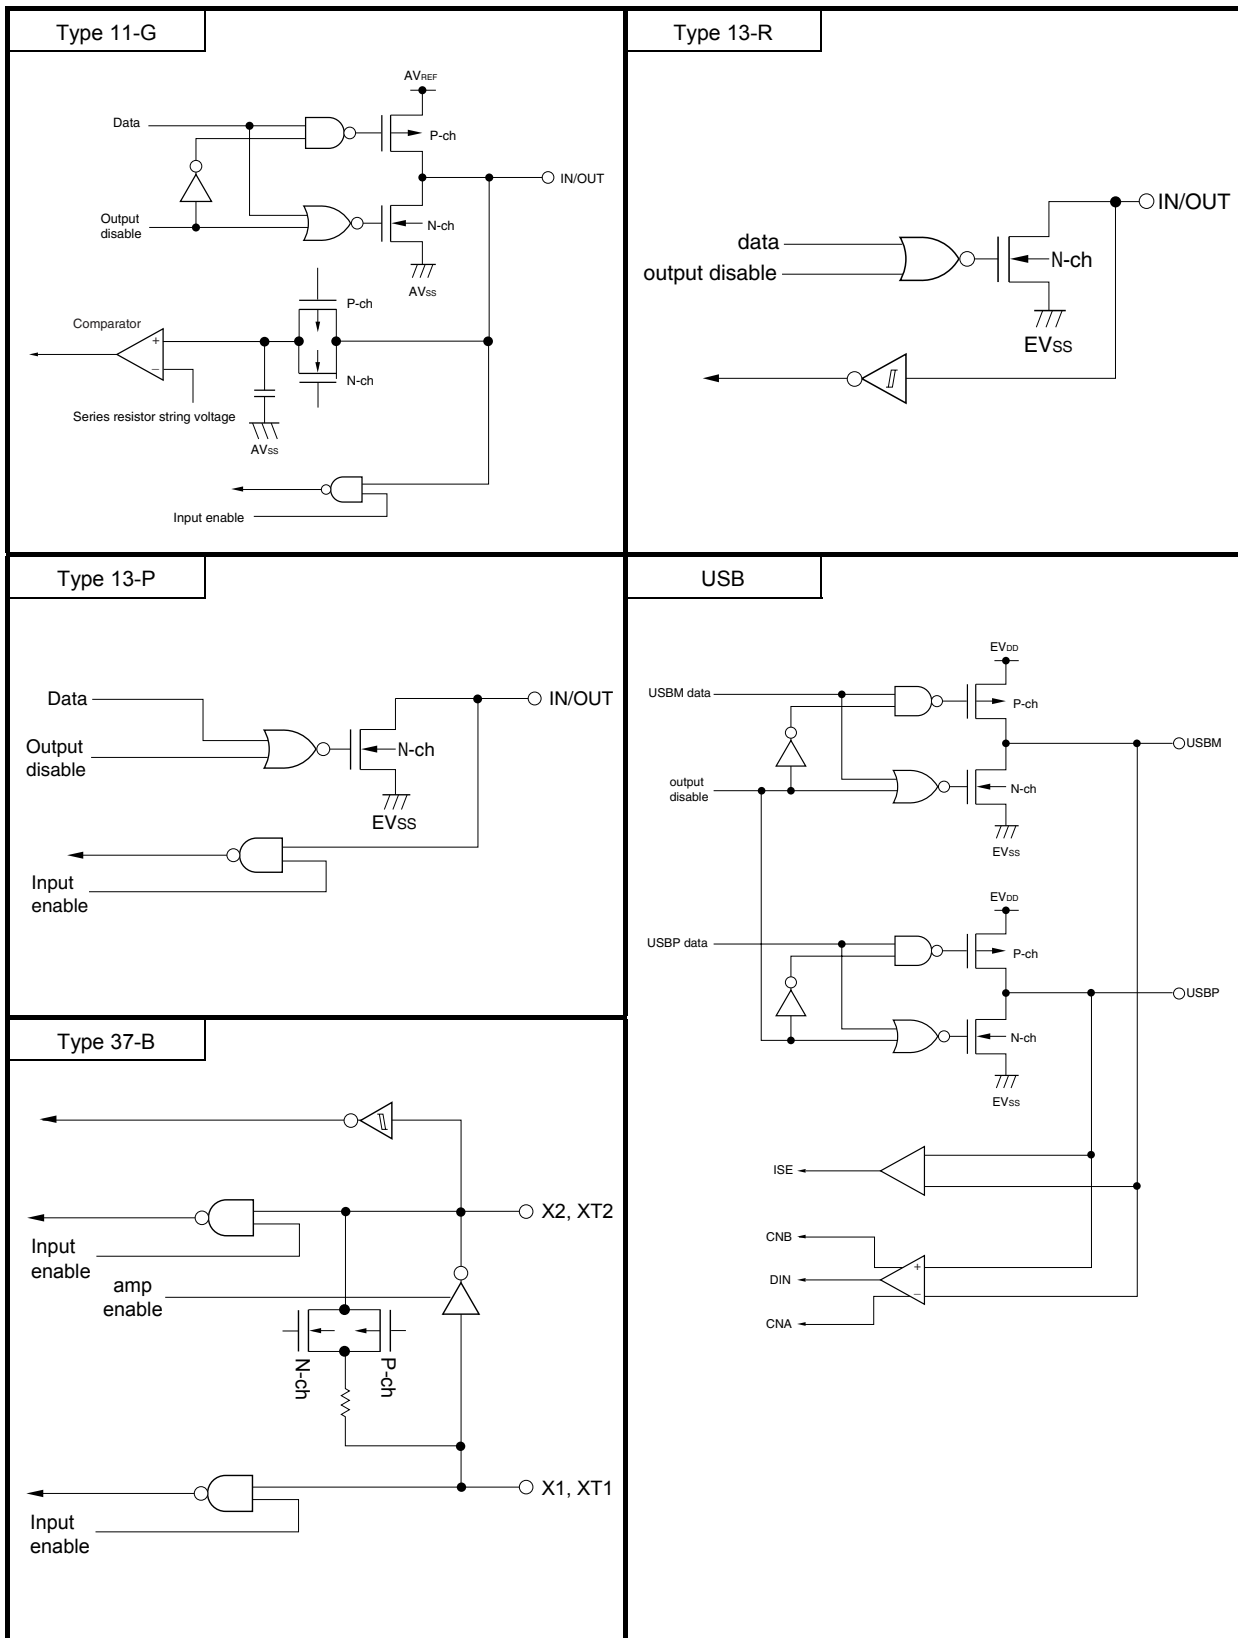 Type 11-G
AVREF
Data
P-ch
IN/OUT
Output
disable
N-ch
AVSS
P-ch
Comparator
+
–
N-ch
Series resistor string voltage
AVSS
Input enable
Type 13-R
IN/OUT
data
output disable
N-ch
EVSS
Type 13-P
Data
IN/OUT
Output
disable
N-ch
EVSS
Input
enable
USB
EVDD
USBM data
P-ch
USBM
output
disable
N-ch
EVSS
EVDD
USBP data
P-ch
USBP
N-ch
EVSS
ISE
CNB
+
DIN
–
CNA
Type 37-B
X2, XT2
Input
enable
amp
enable
N-ch
P-ch
X1, XT1
Input
enable